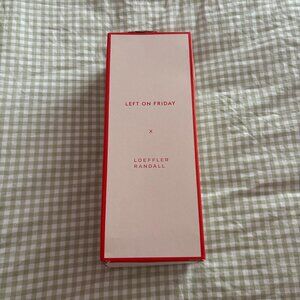 LEFT ON FRIDAY
x
LOEFFLER
RANDALL